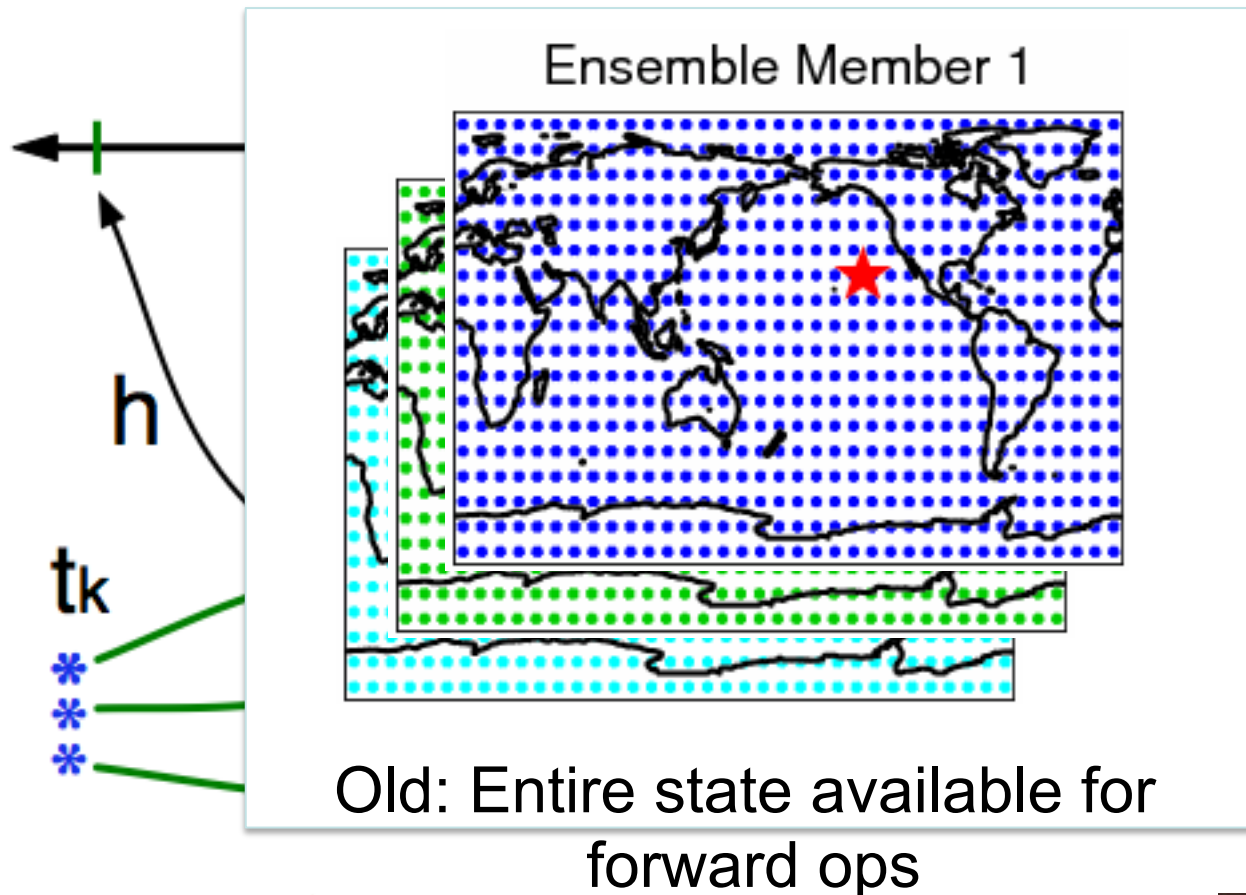 Ensemble Member 1
h
tk
*
*
*
Old: Entire state available for
forward ops